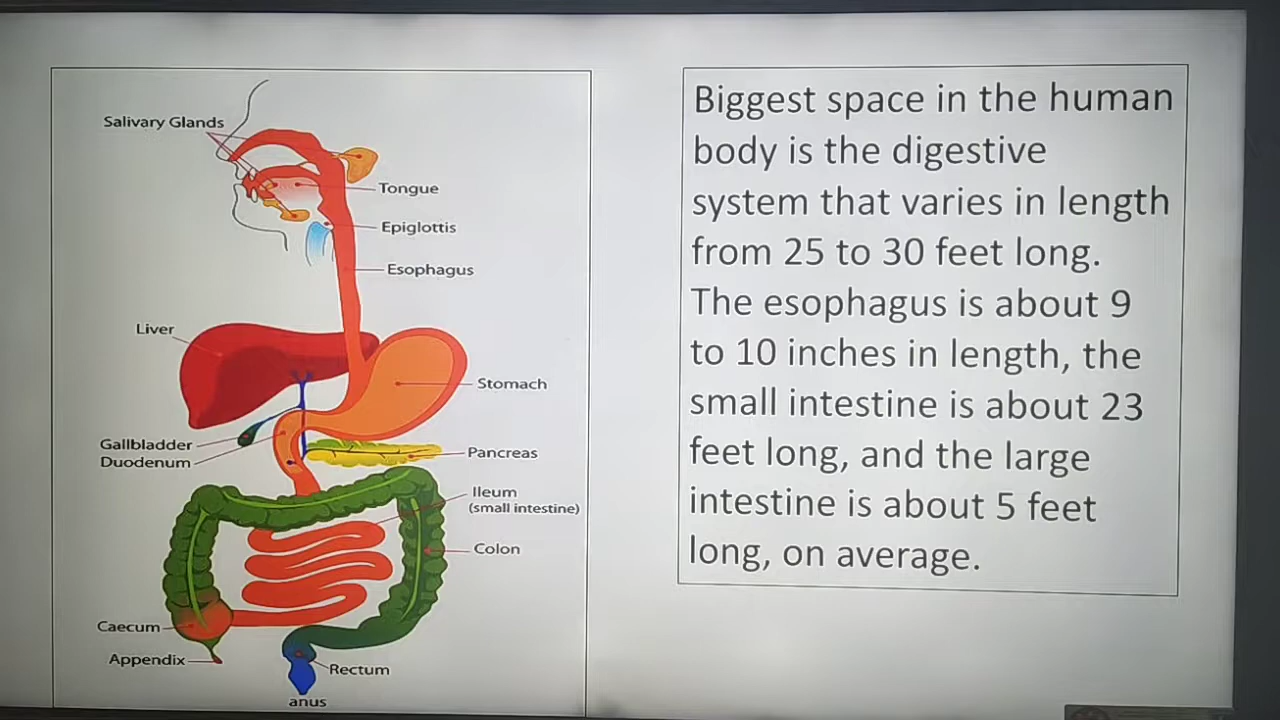 Salivary Glands
Tongue
Epiglottis
Esophagus
Liver
Stomach
Gallbladder
Duodenum
Pancreas
Ileum
(small intestine)
Colon
Caecum
Appendix
Rectum
anus
Biggest space in the human
body is the digestive
system that varies in length
from 25 to 30 feet long.
The esophagus is about 9
to 10 inches in length, the
small intestine is about 23
feet long, and the large
intestine is about 5 feet
long, on average.